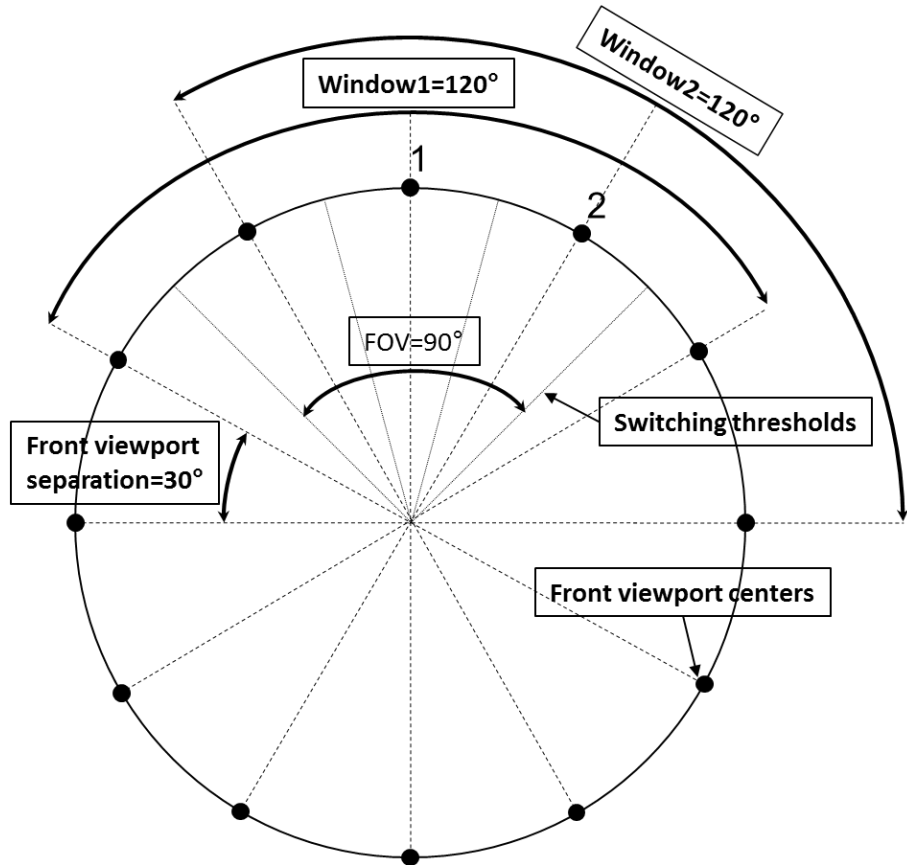 Window1=120°
Window2=120°
1
2
FOV=90°
Switching thresholds
Front viewport
separation=30°
Front viewport centers